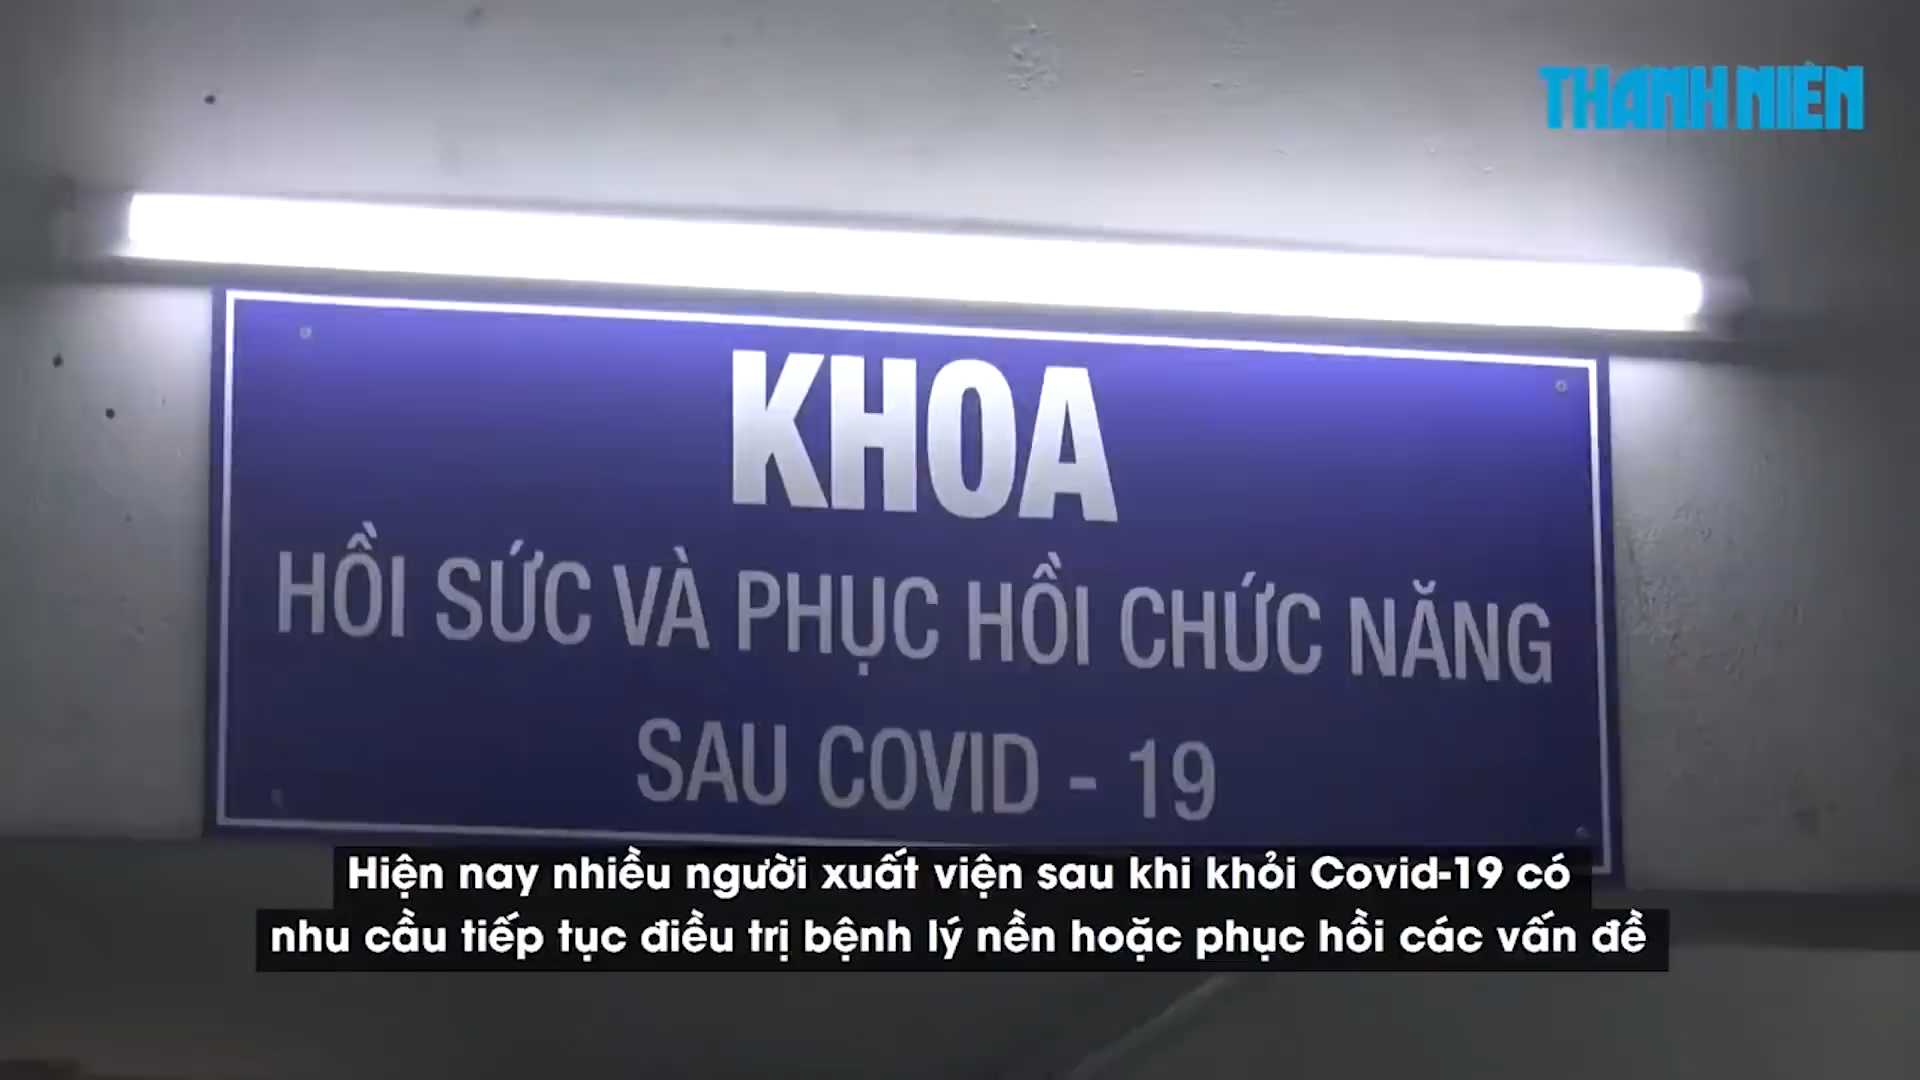 THANH NIÊN
KHOA
HỒI SỨC VÀ PHỤC HỒI CHỨC NĂNG
SAU COVID - 19
Hiện nay nhiều người xuất viện sau khi khỏi Covid-19 có
nhu cầu tiếp tục điều trị bệnh lý nền hoặc phục hồi các vấn đề